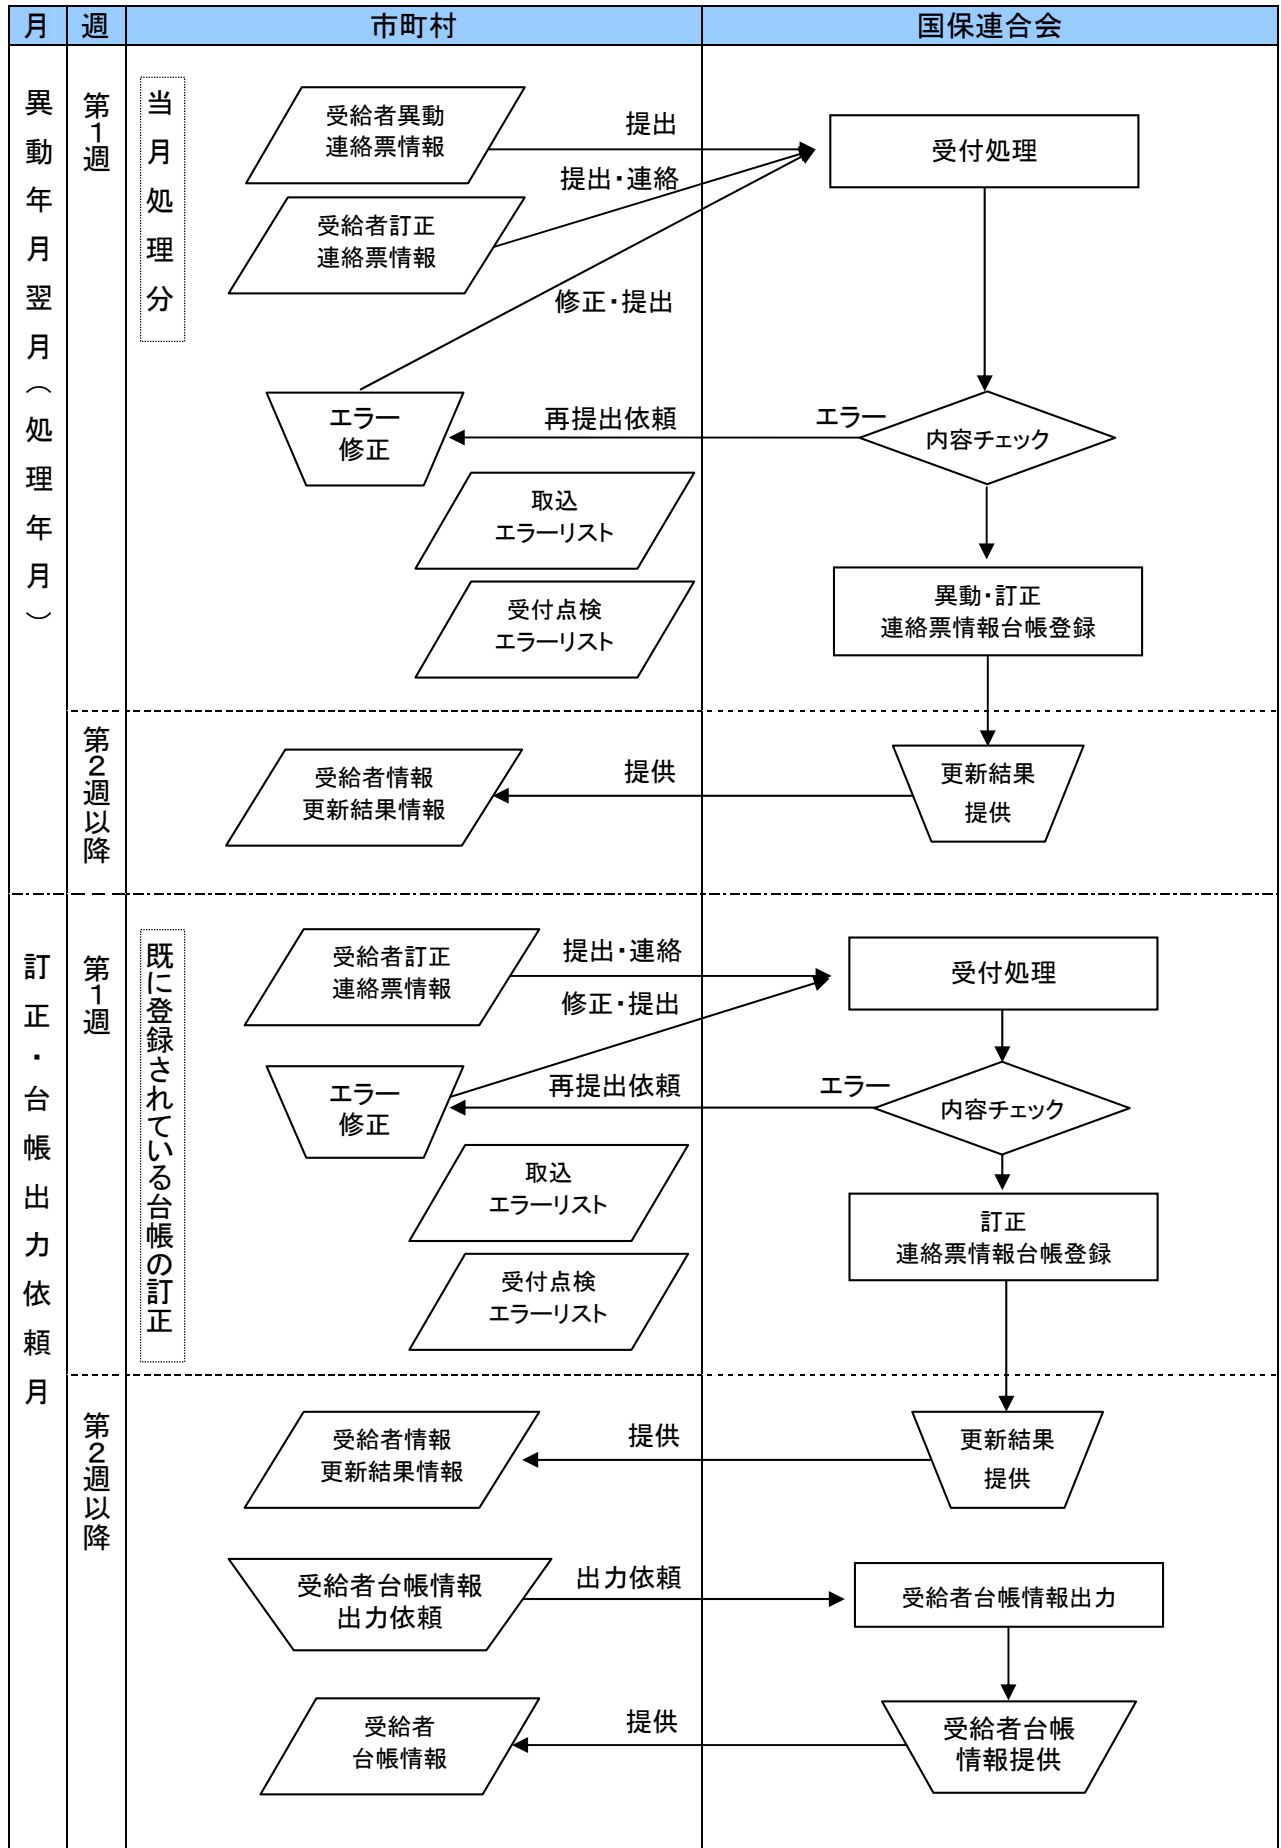 月 週 市町村 国保連合会
異動年月翌月（処理年月）
第1週
当月処理分
受給者異動
連絡票情報
提出
受付処理
提出・連絡
受給者訂正
連絡票情報
修正・提出
エラー
修正
再提出依頼
エラー
内容チェック
取込
エラーリスト
受付点検
エラーリスト
異動・訂正
連絡票情報台帳登録
第2週以降
受給者情報
更新結果情報
提供
更新結果
提供
訂正・台帳出力依頼月
第1週
既に登録されている台帳の訂正
受給者訂正
連絡票情報
提出・連絡
受付処理
修正・提出
エラー
修正
再提出依頼
エラー
内容チェック
取込
エラーリスト
訂正
連絡票情報台帳登録
受付点検
エラーリスト
第2週以降
受給者情報
更新結果情報
提供
更新結果
提供
受給者台帳情報
出力依頼
出力依頼
受給者台帳情報出力
受給者
台帳情報
提供
受給者台帳
情報提供